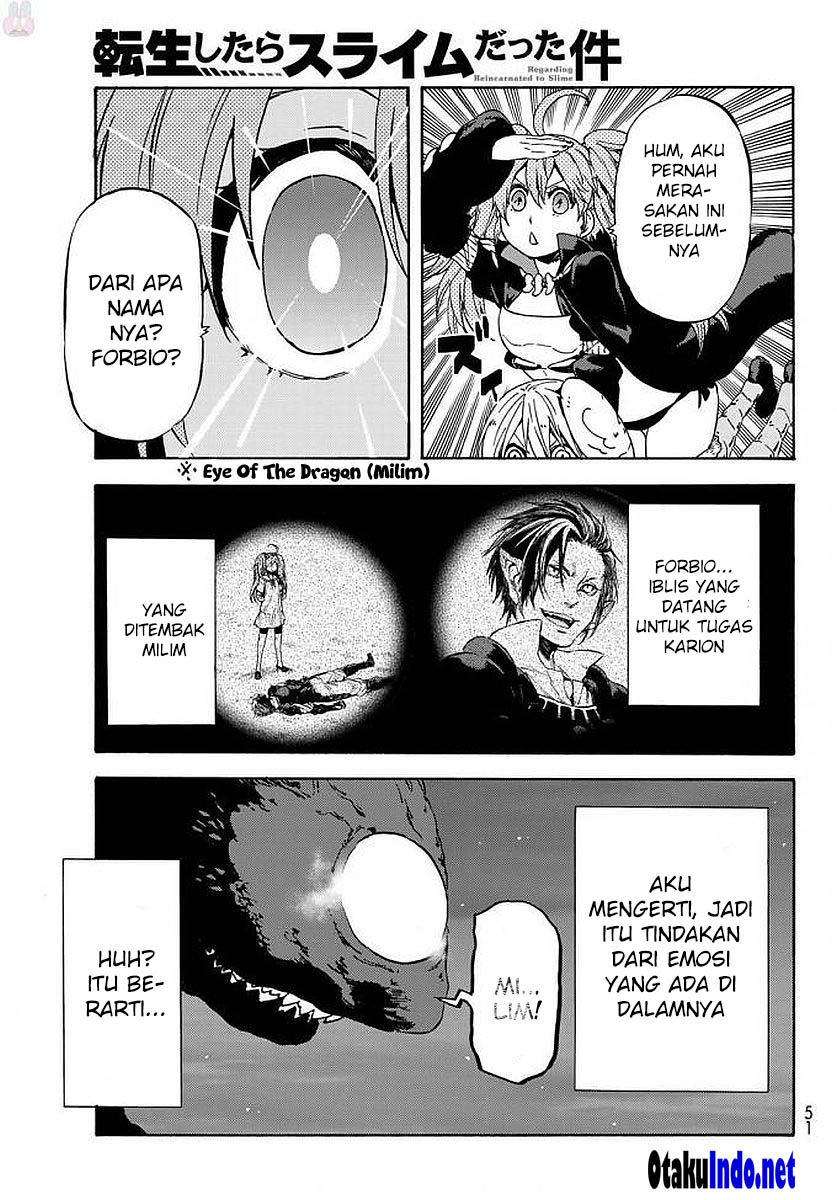 転生したらスライムだった件
Regarding
Reincarnated to Slime
HUM, AKU
PERNAH
MERA-
SAKAN INI
SEBELUM-
NYA
ズズ
DARI APA
NAMA
NYA?
FORBIO?
※ Eye Of The Dragon (Milim)
FORBIO...
IBLIS YANG
DATANG
UNTUK TUGAS
KARION
YANG
DITEMBAK
MILIM
AKU
MENGERTI, JADI
ITU TINDAKAN
DARI EMOSI
YANG ADA DI
DALAMNYA
MI...
LIM!
HUH?
ITU BE-
RARTI...
51
OtakuIndo.net